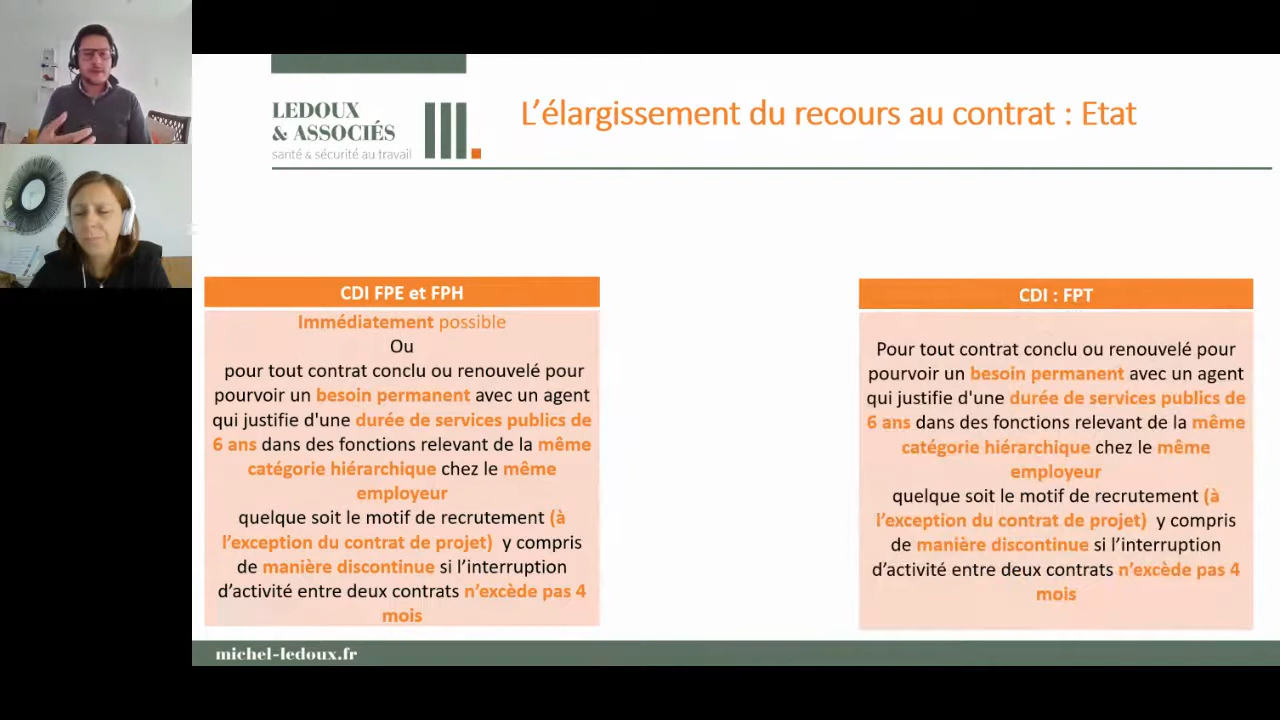 LEDOUX
& ASSOCIÉS
santé & sécurité au travail
L’élargissement du recours au contrat : Etat
CDI FPE et FPH
Immédiatement possible
Ou
pour tout contrat conclu ou renouvelé pour
pourvoir un besoin permanent avec un agent
qui justifie d'une durée de services publics de
6 ans dans des fonctions relevant de la même
catégorie hiérarchique chez le même
employeur
quelque soit le motif de recrutement (à
l’exception du contrat de projet) y compris
de manière discontinue si l’interruption
d’activité entre deux contrats n’excède pas 4
mois
CDI : FPT
Pour tout contrat conclu ou renouvelé pour
pourvoir un besoin permanent avec un agent
qui justifie d'une durée de services publics de
6 ans dans des fonctions relevant de la même
catégorie hiérarchique chez le même
employeur
quelque soit le motif de recrutement (à
l’exception du contrat de projet) y compris
de manière discontinue si l’interruption
d’activité entre deux contrats n’excède pas 4
mois
michel-ledoux.fr